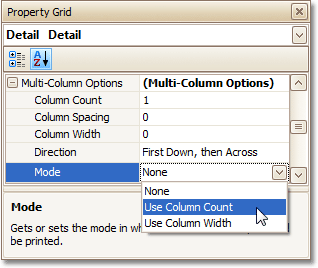 Property Grid
Detail Detail
Multi-Column Options (Multi-Column Options)
Column Count 1
Column Spacing 0
Column Width 0
Direction First Down, then Across
Mode None
None
Use Column Count
Use Column Width
Mode
Gets or sets the mode in wh ll
be printed.